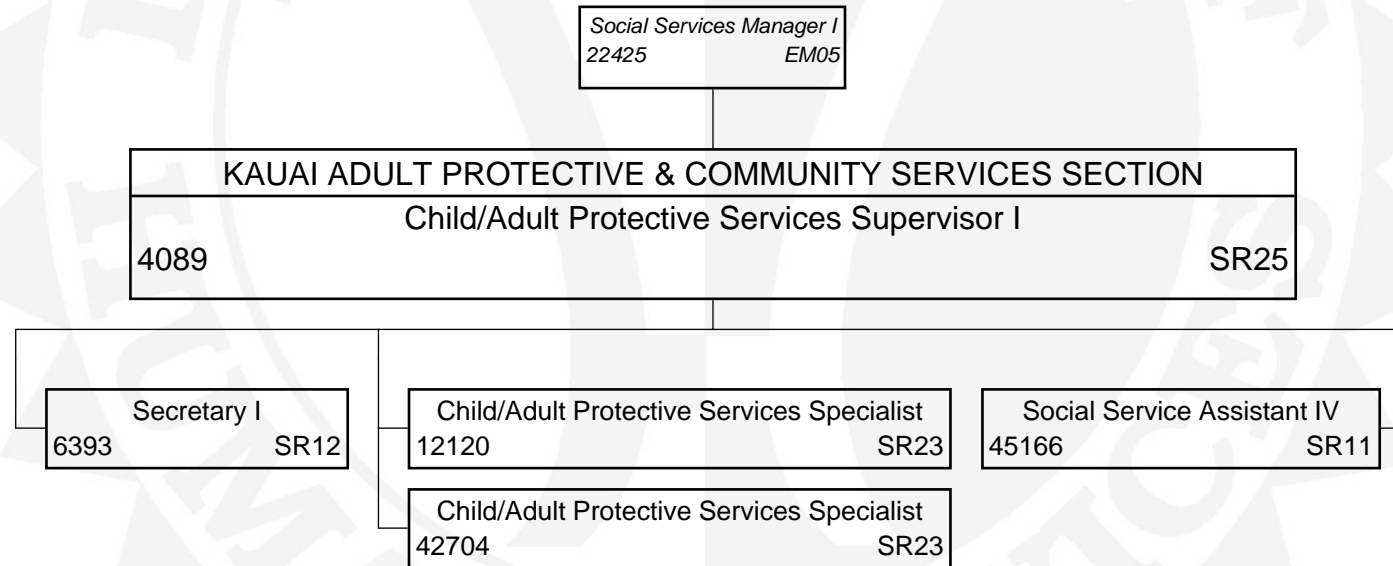 Social Services Manager I
22425 EM05
KAUAI ADULT PROTECTIVE & COMMUNITY SERVICES SECTION
Child/Adult Protective Services Supervisor I
4089 SR25
Secretary I
6393 SR12
Child/Adult Protective Services Specialist
12120 SR23
Child/Adult Protective Services Specialist
42704 SR23
Social Service Assistant IV
45166 SR11